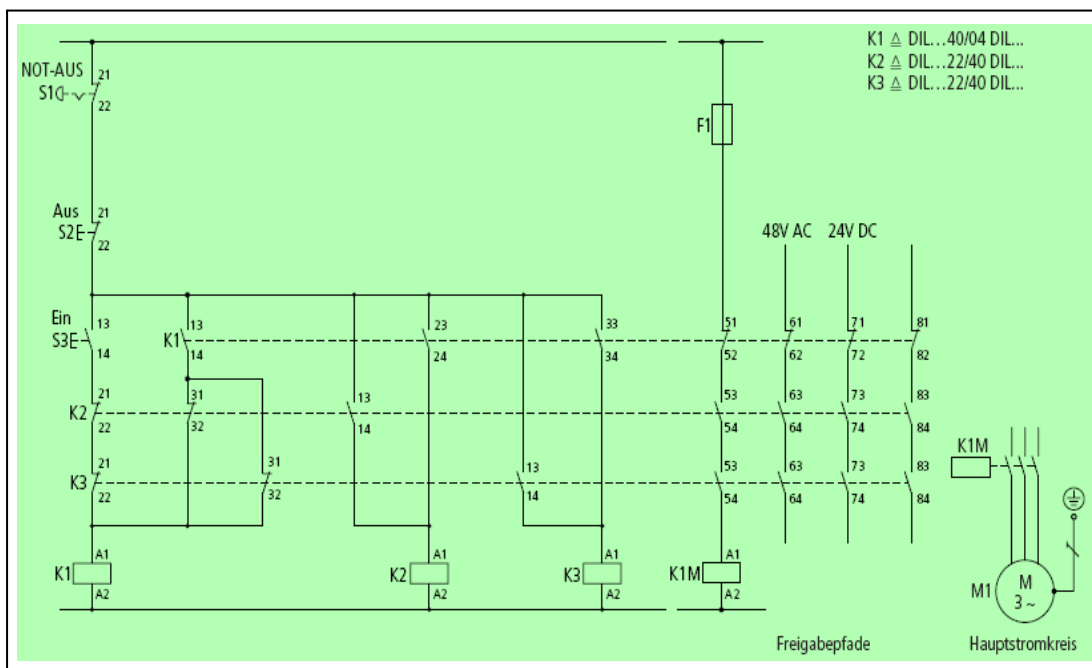 K1 ≙ DIL...40/04 DIL...
K2 ≙ DIL...22/40 DIL...
K3 ≙ DIL...22/40 DIL...
NOT-AUS
S1
21
22
F1
Aus
S2E
21
22
48V AC 24V DC
Ein
S3E
13
14
K1
13
14
23
24
33
34
51
52
61
62
71
72
81
82
K2
21
22
31
32
13
14
53
54
63
64
73
74
83
84
K3
21
22
31
32
13
14
53
54
63
64
73
74
83
84
K1M
K1
A1
A2
K2
A1
A2
K3
A1
A2
K1M
A1
A2
M1
M
3 ~
Freigabepfade
Hauptstromkreis